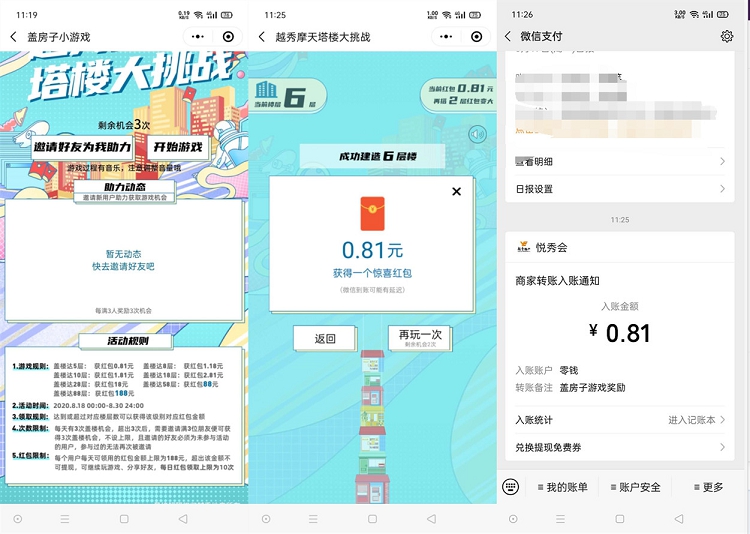 11:19
0.19
KB/S
盖房子小游戏
塔楼大挑战
剩余机会3次
邀请好友为我助力
开始游戏
游戏过程有音乐，注意调整音量哦
助力动态
邀请新用户助力获取游戏机会
暂无动态
快去邀请好友吧
每满3人奖励3次机会
活动规则
1.游戏规则： 盖楼达5层： 获红包0.81元 盖楼达8层： 获红包1.18元
盖楼达10层：获红包1.81元 盖楼达18层：获红包2.81元
盖楼达28层：获红包18元 盖楼达58层：获红包88元
盖楼达88层：获红包188元
2.活动时间： 2020.8.18 00:00-8.30 24:00
3.领取规则： 达到或超过对应楼层数可以获得该级别对应红包金额
4.次数限制： 每天有3次盖楼机会，超出3次后，需要邀请满3位朋友便可获
得3次盖楼机会，不设上限，且邀请的好友必须为未参与活动
的用户，参与过的无法再次被邀请
5.红包限制： 每个用户每天可领用的红包金额上限为188元，超出该金额不
可提现，可继续玩游戏，分享好友，每日红包领取上限为10次
11:25
1.00
KB/S
越秀摩天塔楼大挑战
当前楼层 6 层
当前红包 0.81 元
再搭 2 层红包变大
成功建造 6 层楼
0.81元
获得一个惊喜红包
(微信到账可能有延迟)
返回
再玩一次
剩余机会2次
11:26
3.00
KB/S
微信支付
查看明细
日报设置
11:25
悦秀会
商家转账入账通知
入账金额
¥ 0.81
入账账户 零钱
转账备注 盖房子游戏奖励
入账统计 进入记账本
兑换提现免费券
我的账单
账户安全
更多